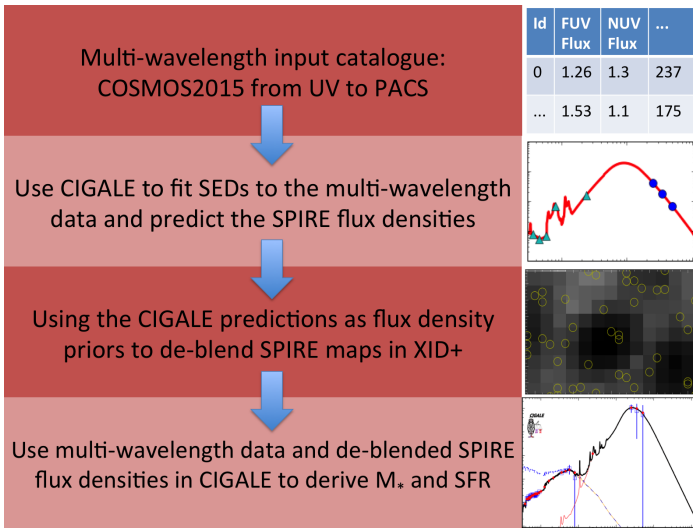 Multi-wavelength input catalogue:
COSMOS2015 from UV to PACS
Id FUV Flux NUV Flux ...
0 1.26 1.3 237
... 1.53 1.1 175
Use CIGALE to fit SEDs to the multi-wavelength
data and predict the SPIRE flux densities
Using the CIGALE predictions as flux density
priors to de-blend SPIRE maps in XID+
Use multi-wavelength data and de-blended SPIRE
flux densities in CIGALE to derive M* and SFR
CIGALE